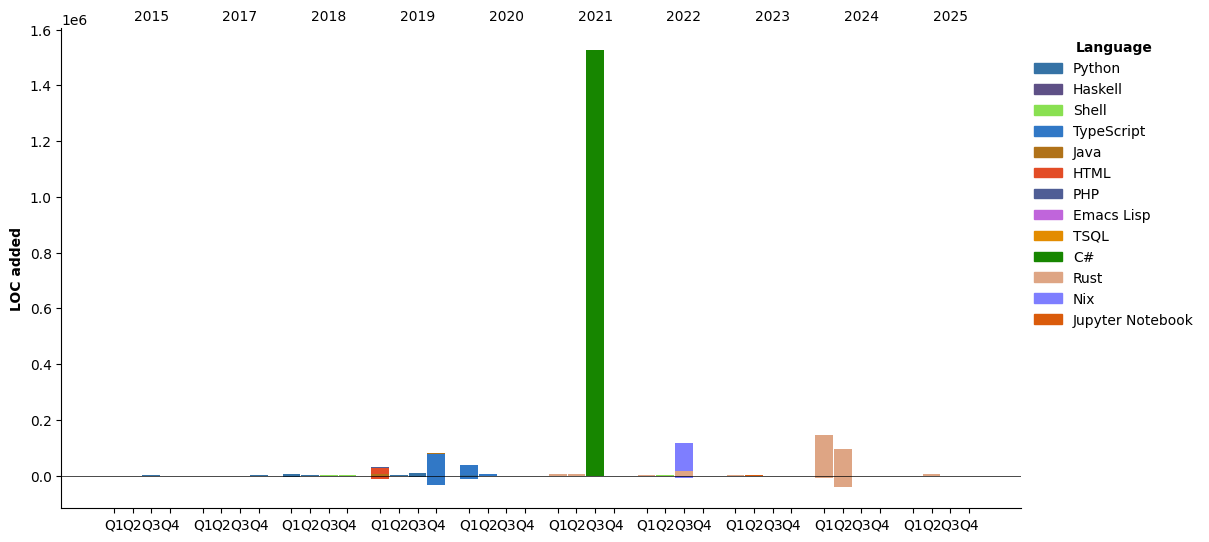 2015 2017 2018 2019 2020 2021 2022 2023 2024 2025
1e6
1.6
1.4
1.2
1.0
0.8
0.6
0.4
0.2
0.0
LOC added
Q1Q2Q3Q4 Q1Q2Q3Q4 Q1Q2Q3Q4 Q1Q2Q3Q4 Q1Q2Q3Q4 Q1Q2Q3Q4 Q1Q2Q3Q4 Q1Q2Q3Q4 Q1Q2Q3Q4 Q1Q2Q3Q4
Language
Python
Haskell
Shell
TypeScript
Java
HTML
PHP
Emacs Lisp
TSQL
C#
Rust
Nix
Jupyter Notebook